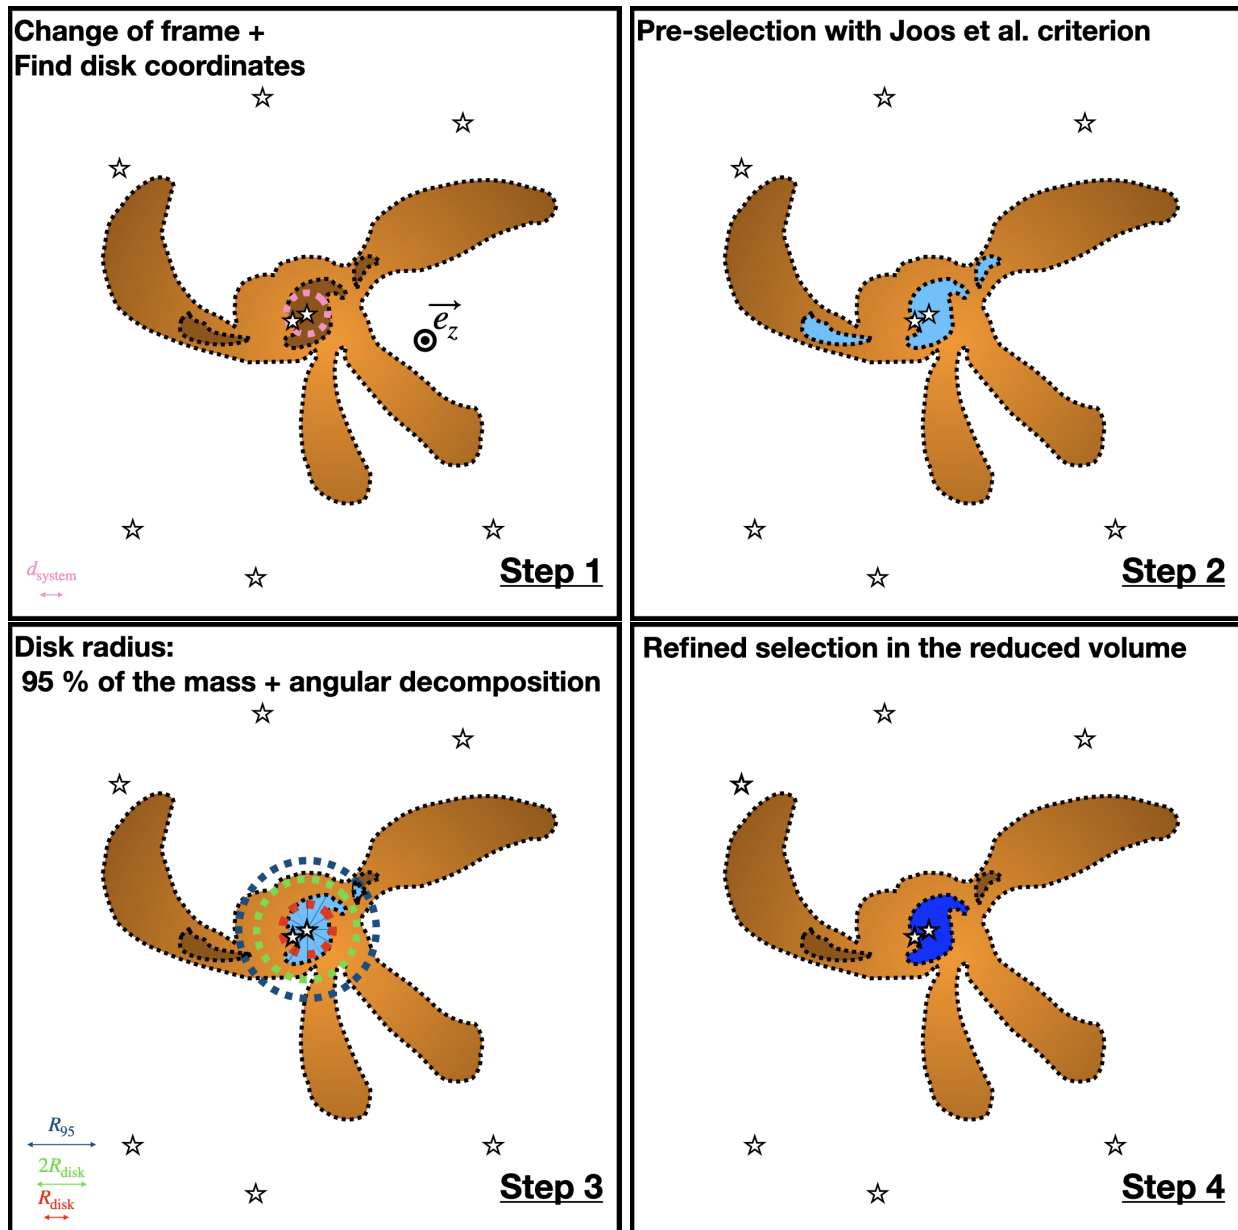 Change of frame +
Find disk coordinates
e_z
d_system
Step 1
Pre-selection with Joos et al. criterion
Step 2
Disk radius:
95 % of the mass + angular decomposition
R_95
2R_disk
R_disk
Step 3
Refined selection in the reduced volume
Step 4